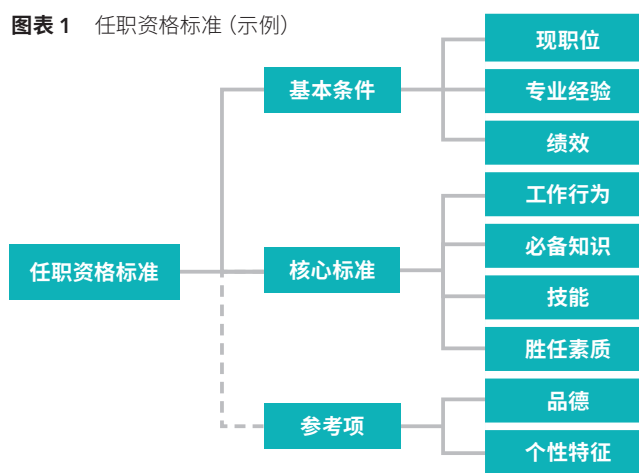 图表 1 任职资格标准（示例）
现职位
基本条件
专业经验
绩效
工作行为
必备知识
任职资格标准
核心标准
技能
胜任素质
品德
参考项
个性特征